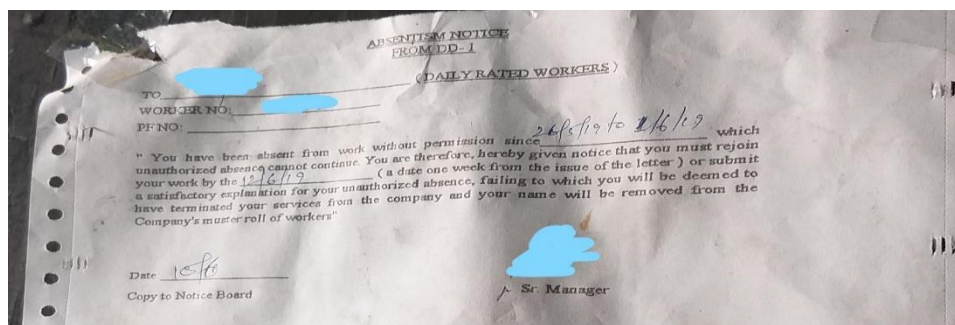 ABSENTISM NOTICE
FROM DD-1
(DAILY RATED WORKERS)
TO
WORKER NO:
PF NO:
" You have been absent from work without permission since 26/5/19 to 1/6/19 which
unauthorized absence cannot continue. You are therefore, hereby given notice that you must rejoin
your work by the 12/6/19 (a date one week from the issue of the letter) or submit
a satisfactory explanation for your unauthorized absence, failing to which you will be deemed to
have terminated your services from the company and your name will be removed from the
Company's muster roll of workers"
Date
Copy to Notice Board
Sr. Manager